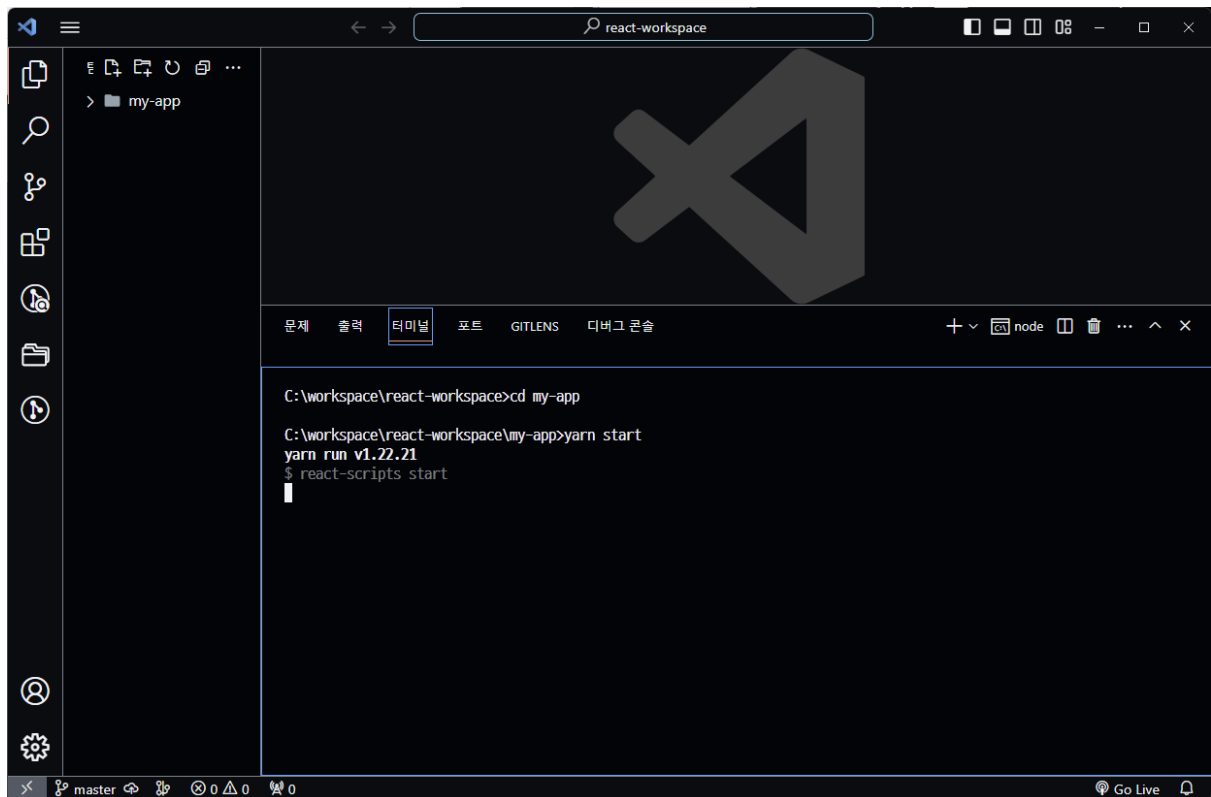 react-workspace
my-app
문제 출력 터미널 포트 GITLENS 디버그 콘솔
node
C:\workspace\react-workspace>cd my-app
C:\workspace\react-workspace\my-app>yarn start
yarn run v1.22.21
$ react-scripts start
master 0 0 0 Go Live